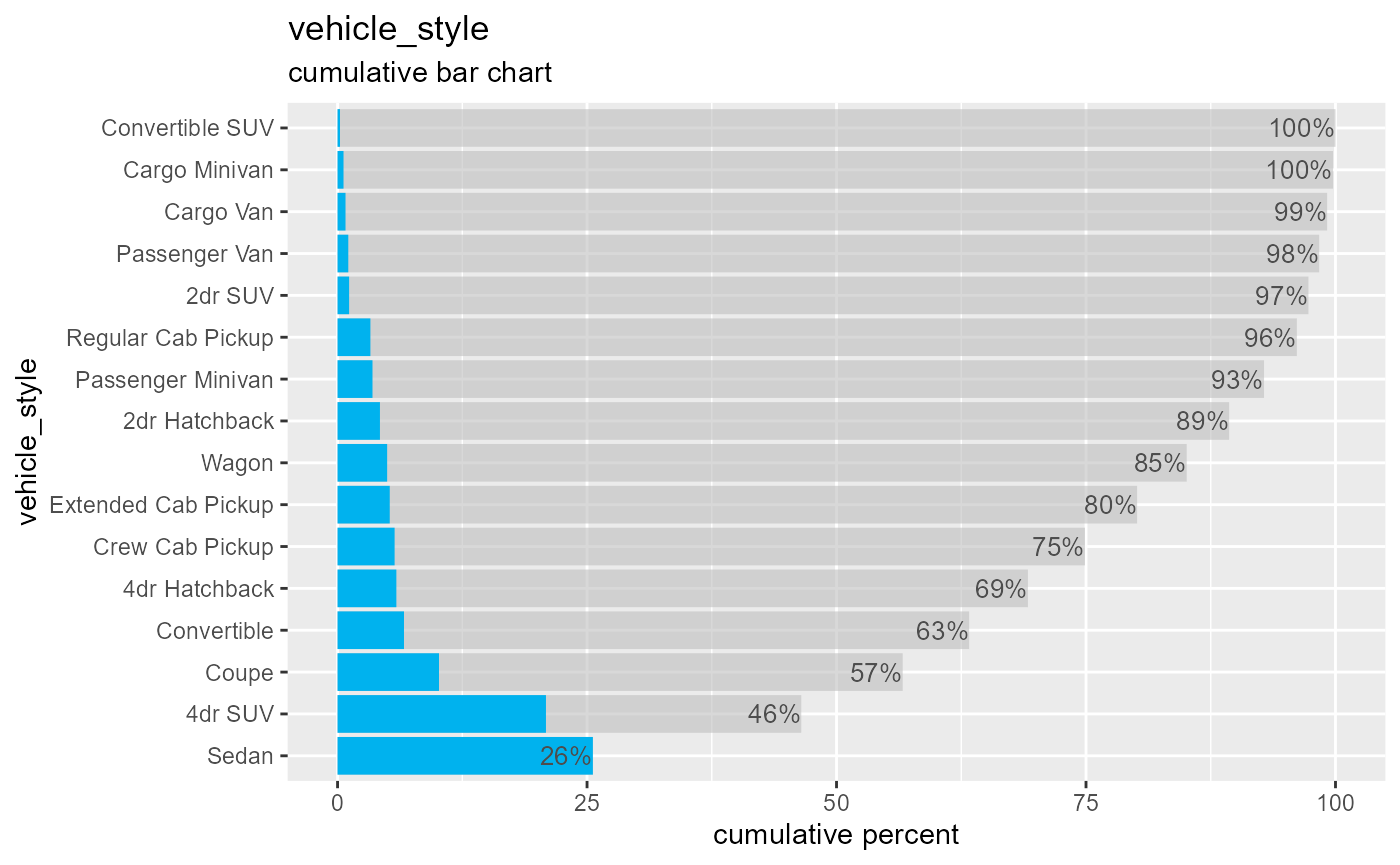 vehicle_style
cumulative bar chart
Convertible SUV 100%
Cargo Minivan 100%
Cargo Van 99%
Passenger Van 98%
2dr SUV 97%
Regular Cab Pickup 96%
Passenger Minivan 93%
2dr Hatchback 89%
Wagon 85%
Extended Cab Pickup 80%
Crew Cab Pickup 75%
4dr Hatchback 69%
Convertible 63%
Coupe 57%
4dr SUV 46%
Sedan 26%
vehicle_style
0 25 50 75 100
cumulative percent